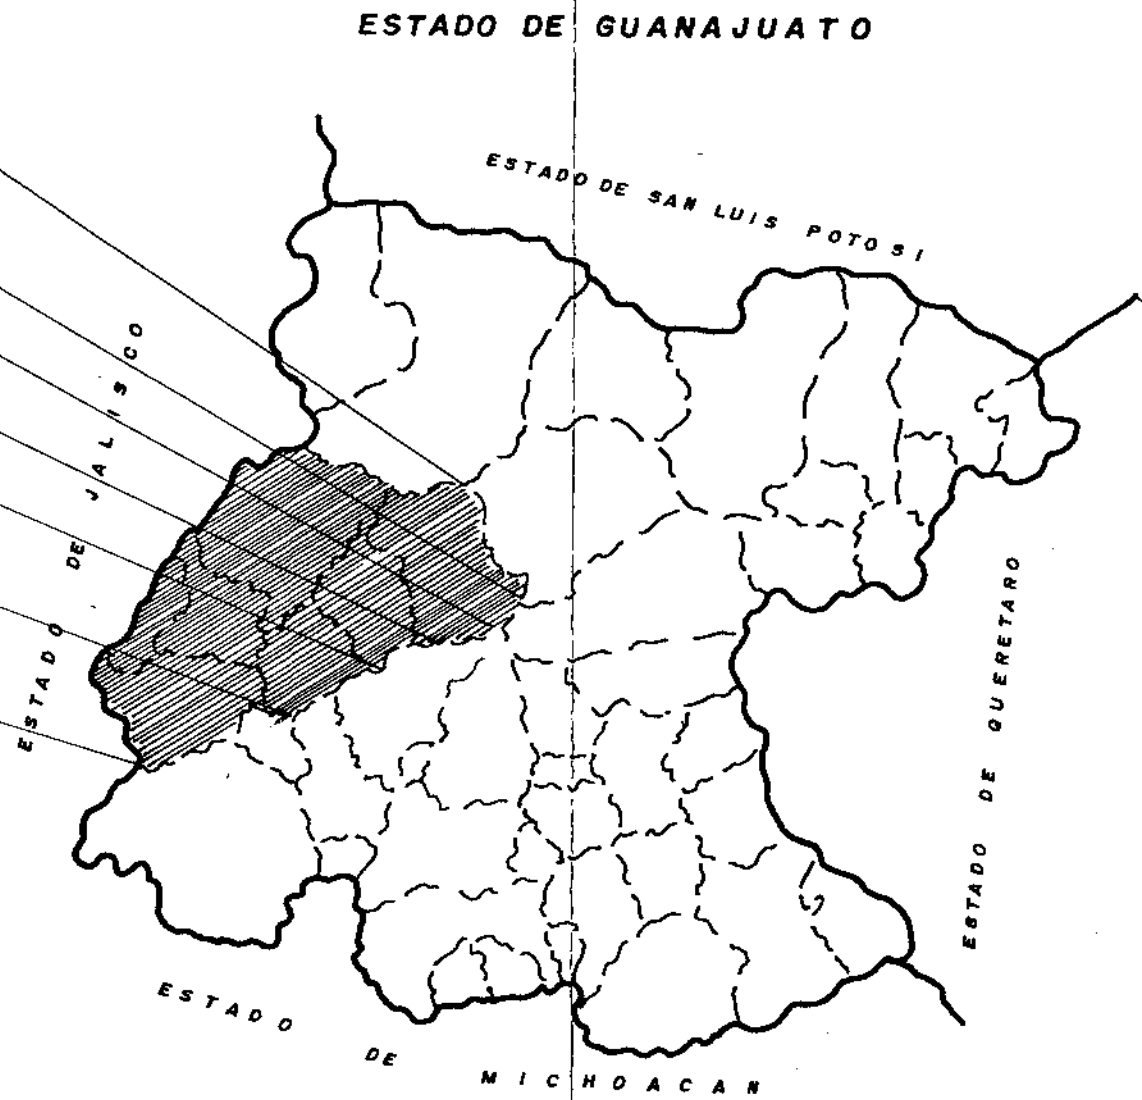 ESTADO DE GUANAJUATO
ESTADO DE SAN LUIS POTOSI
ESTADO DE JALISCO
ESTADO DE QUERETARO
ESTADO DE MICHOACAN